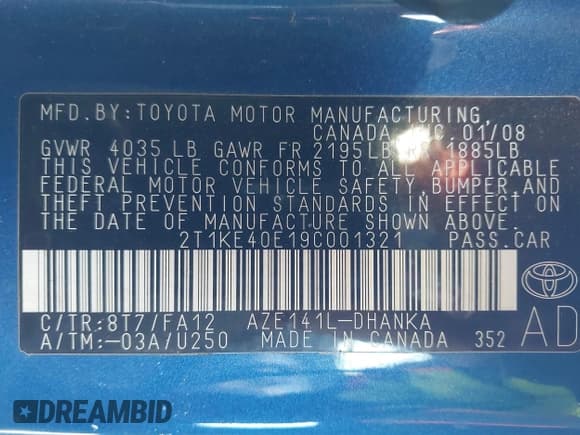 MFD.BY:TOYOTA MOTOR MANUFACTURING,
CANADA INC. 01/08
GVWR 4035 LB GAWR FR 2195LB RR 1885LB
THIS VEHICLE CONFORMS TO ALL APPLICABLE
FEDERAL MOTOR VEHICLE SAFETY, BUMPER,AND
THEFT PREVENTION STANDARDS IN EFFECT ON
THE DATE OF MANUFACTURE SHOWN ABOVE.
2T1KE40E19C001321 PASS.CAR
C/TR:8T7/FA12 AZE141L-DHANKA
A/TM:-03A/U250 MADE IN CANADA 352
AD
DREAMBID